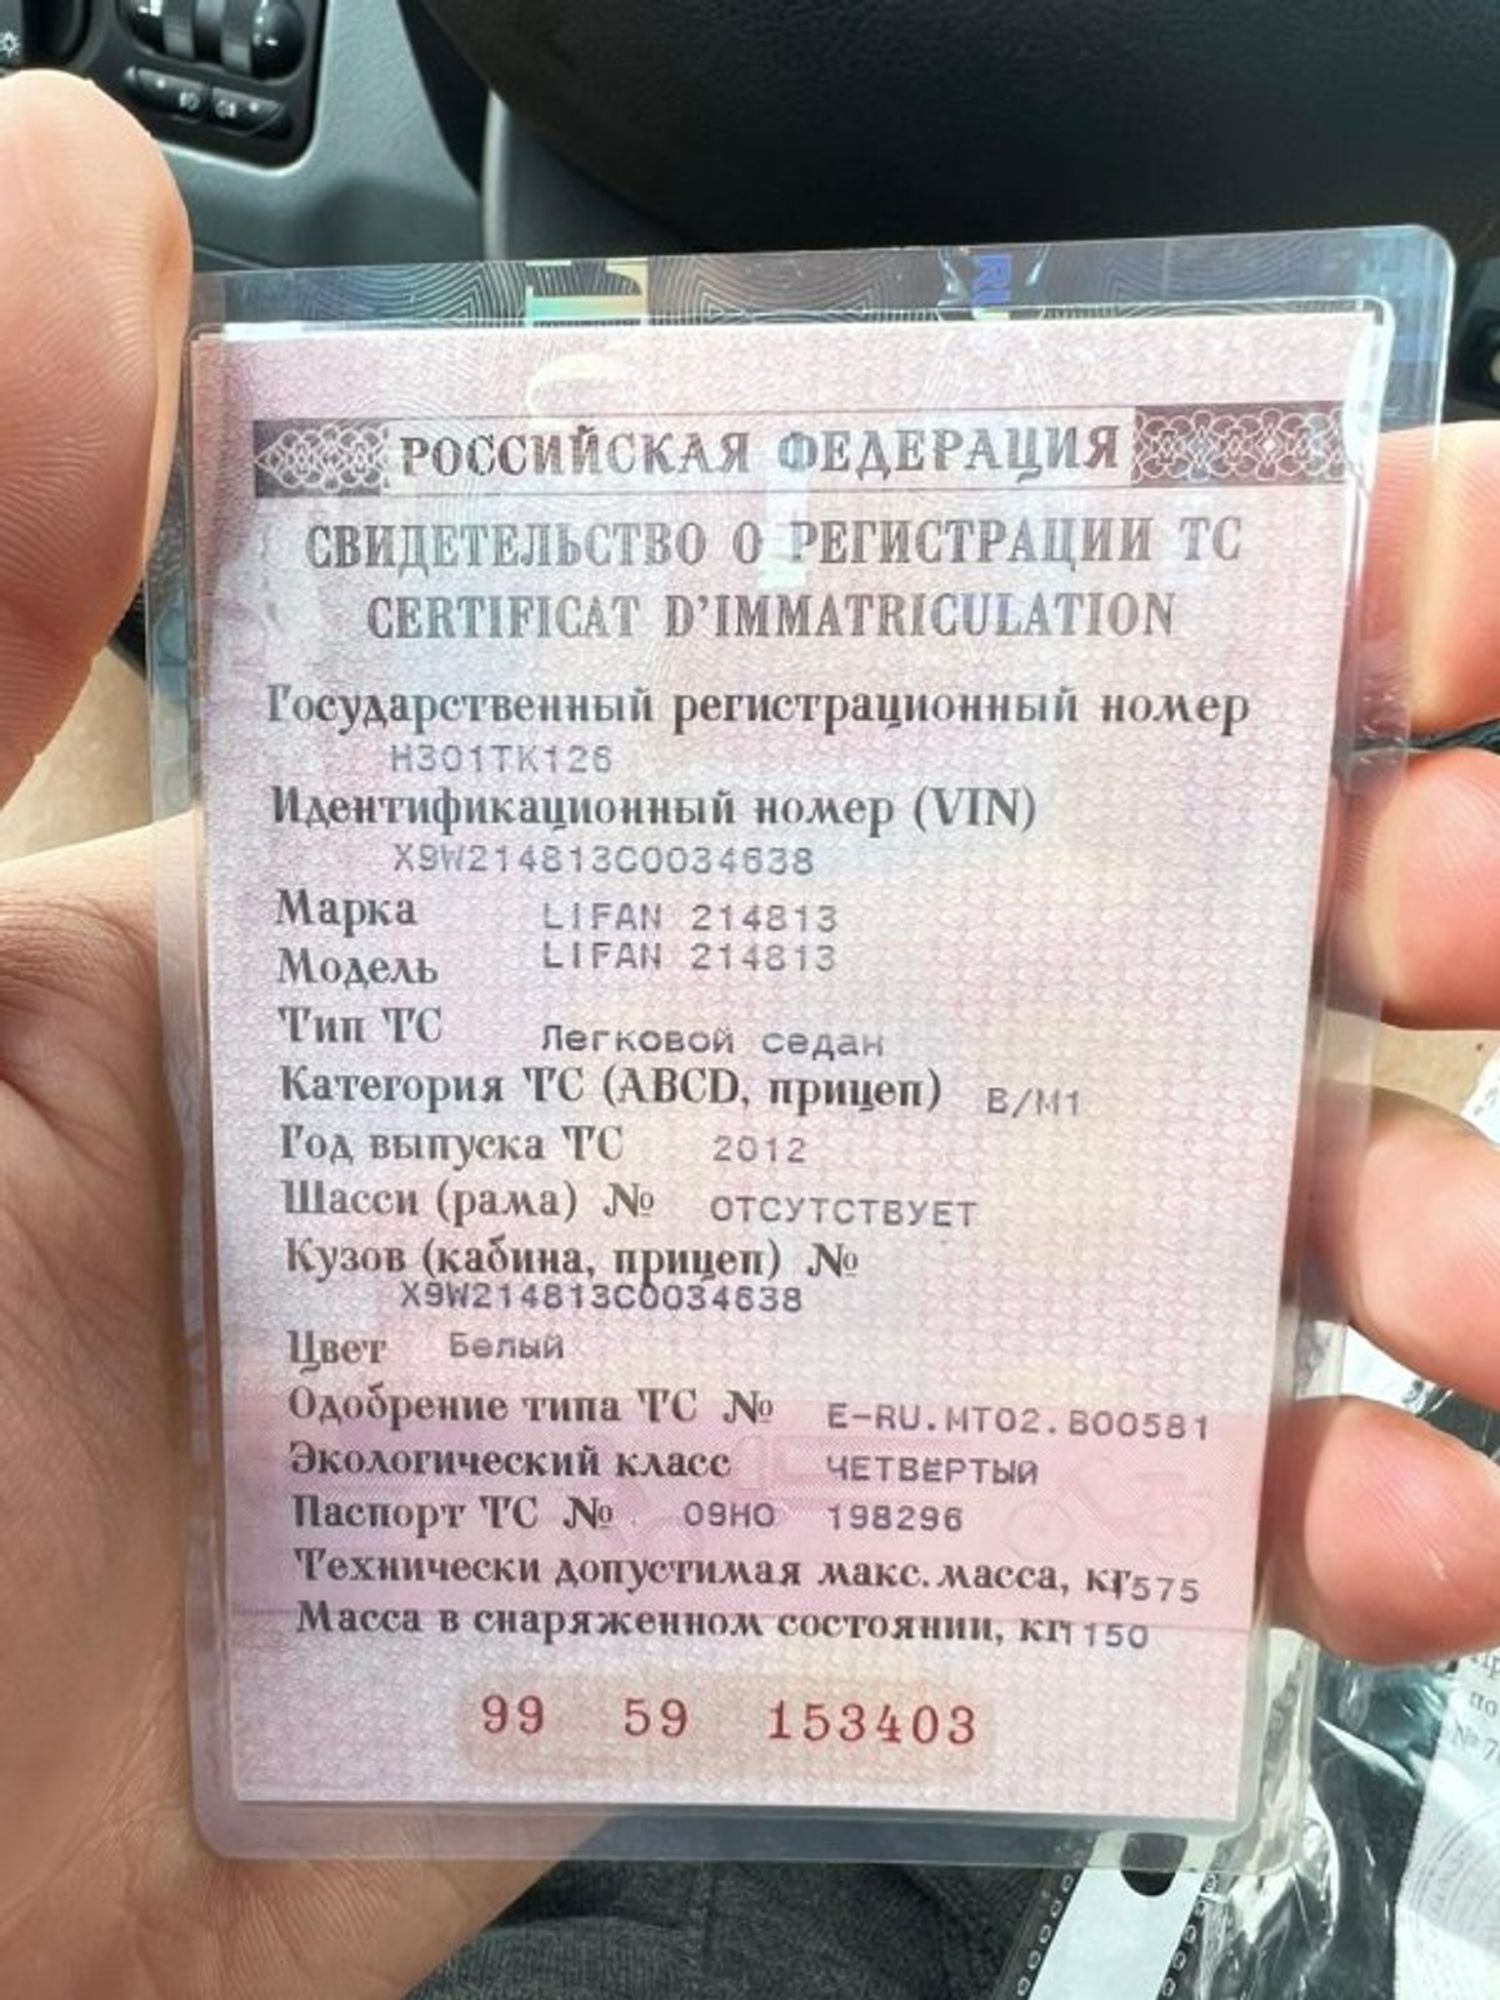 РОССИЙСКАЯ ФЕДЕРАЦИЯ
СВИДЕТЕЛЬСТВО О РЕГИСТРАЦИИ ТС
CERTIFICAT D'IMMATRICULATION
Государственный регистрационный номер
Н301ТК126
Идентификационный номер (VIN)
X9W214813C0034638
Марка LIFAN 214813
Модель LIFAN 214813
Тип ТС Легковой седан
Категория ТС (ABCD, прицеп) B/M1
Год выпуска ТС 2012
Шасси (рама) № ОТСУТСТВУЕТ
Кузов (кабина, прицеп) №
X9W214813C0034638
Цвет Белый
Одобрение типа ТС № E-RU.MT02.B00581
Экологический класс ЧЕТВЕРТЫЙ
Паспорт ТС № 09НО 198296
Технически допустимая макс. масса, кг 1575
Масса в снаряженном состоянии, кг 1150
99 59 153403